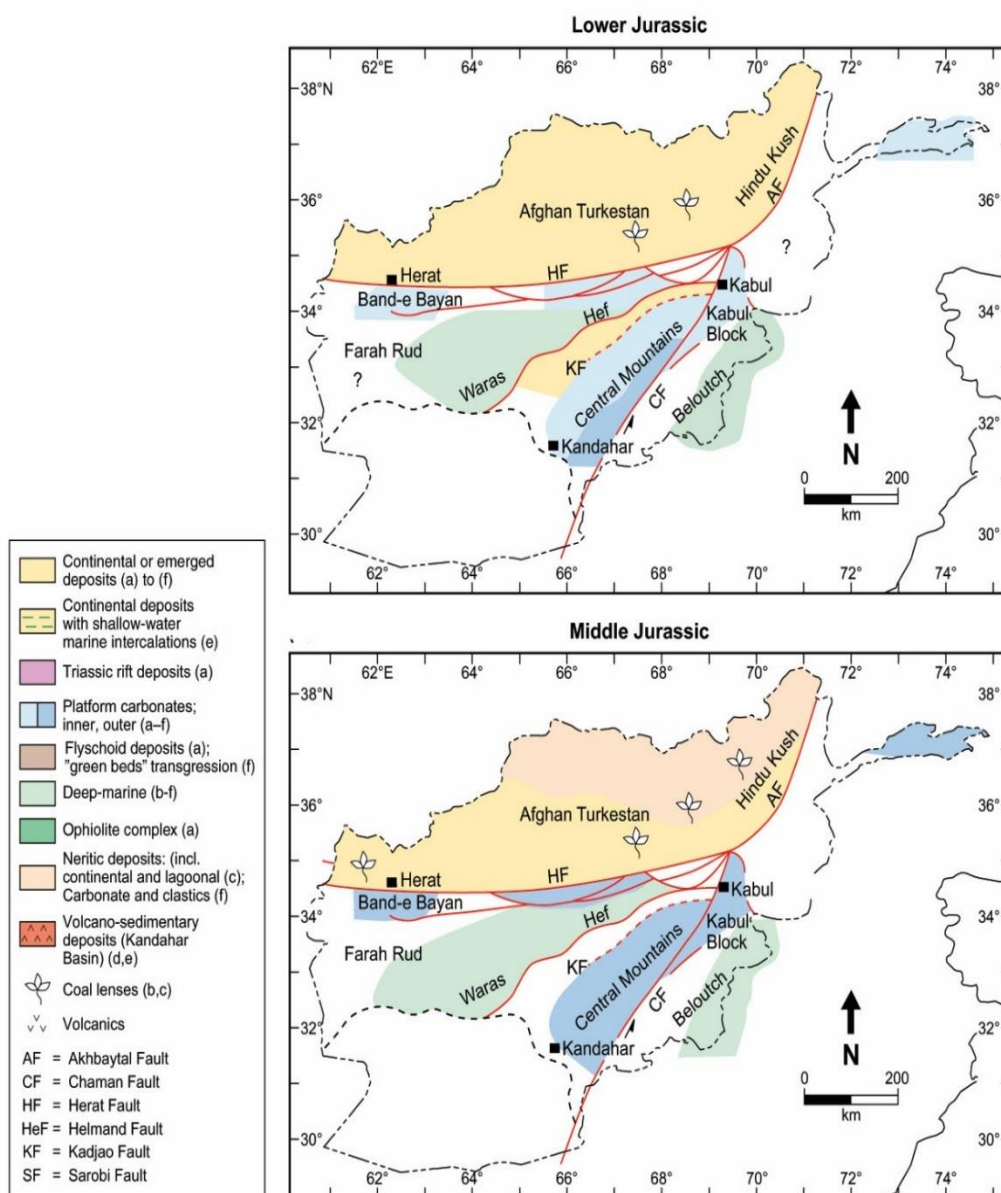 Lower Jurassic
62°E
64°
66°
68°
70°
72°
74°
38°N
38°
36°
36°
34°
34°
32°
32°
30°
30°
Hindu Kush
AF
Afghan Turkestan
?
Herat
HF
Band-e Bayan
Kabul
Hef
Kabul
Block
Farah Rud
?
KF
Waras
Central Mountains
CF
Beloutch
Kandahar
N
0 200
km
62°
64°
66°
68°
70°
72°
74°
Continental or emerged
deposits (a) to (f)
Continental deposits
with shallow-water
marine intercalations (e)
Triassic rift deposits (a)
Platform carbonates;
inner, outer (a–f)
Flyschoid deposits (a);
"green beds" transgression (f)
Deep-marine (b-f)
Ophiolite complex (a)
Neritic deposits: (incl.
continental and lagoonal (c);
Carbonate and clastics (f)
Volcano-sedimentary
deposits (Kandahar
Basin) (d,e)
Coal lenses (b,c)
Volcanics
AF = Akhbaytal Fault
CF = Chaman Fault
HF = Herat Fault
HeF = Helmand Fault
KF = Kadjao Fault
SF = Sarobi Fault
Middle Jurassic
38°N
38°
36°
36°
34°
34°
32°
32°
30°
30°
Hindu Kush
AF
Afghan Turkestan
Herat
HF
Band-e Bayan
Kabul
Hef
Kabul
Block
Farah Rud
KF
Waras
Central Mountains
CF
Beloutch
Kandahar
N
0 200
km
62°
64°
66°
68°
70°
72°
74°